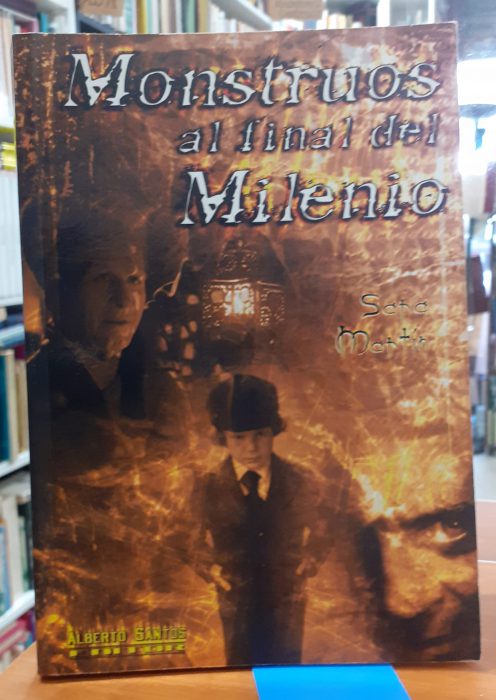 Monstruos
al final del
Milenio
Sara
Martín
ALBERTO SANTOS